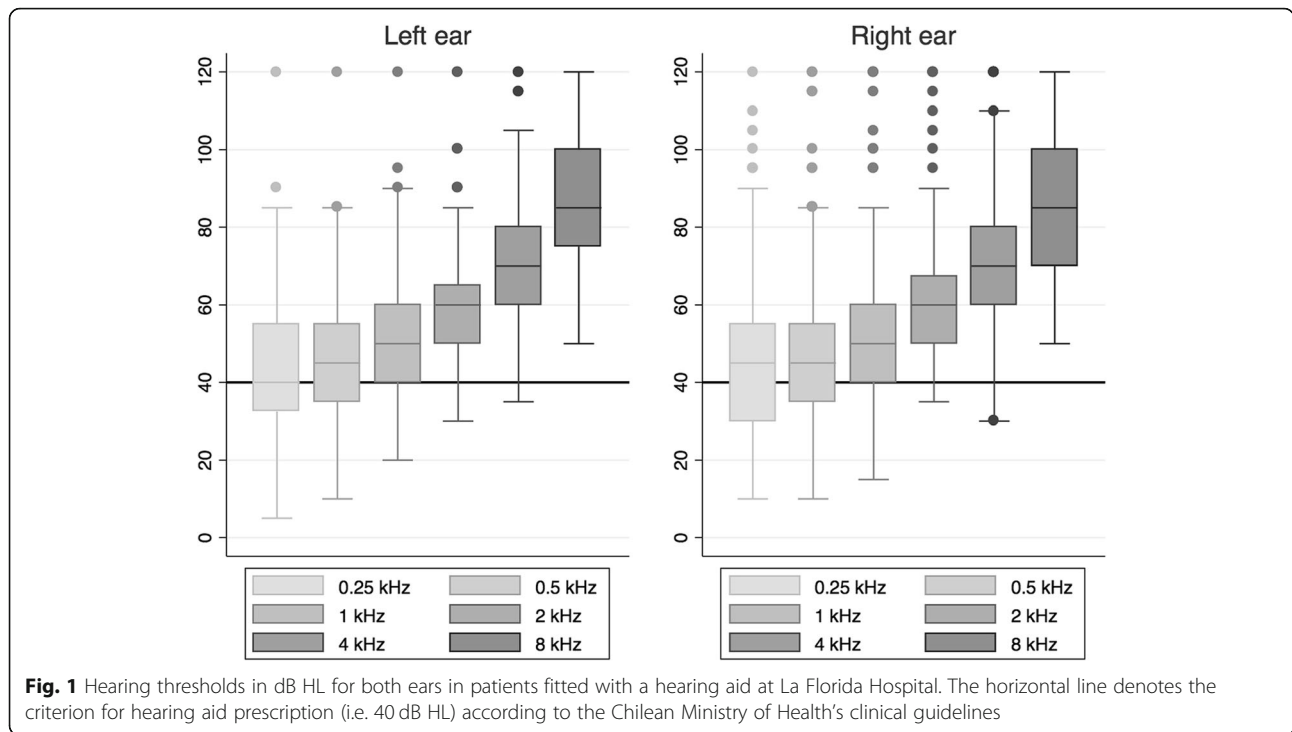 Left ear
120
100
80
60
40
20
0
0.25 kHz 0.5 kHz
1 kHz 2 kHz
4 kHz 8 kHz
Right ear
120
100
80
60
40
20
0
0.25 kHz 0.5 kHz
1 kHz 2 kHz
4 kHz 8 kHz
Fig. 1 Hearing thresholds in dB HL for both ears in patients fitted with a hearing aid at La Florida Hospital. The horizontal line denotes the
criterion for hearing aid prescription (i.e. 40 dB HL) according to the Chilean Ministry of Health’s clinical guidelines